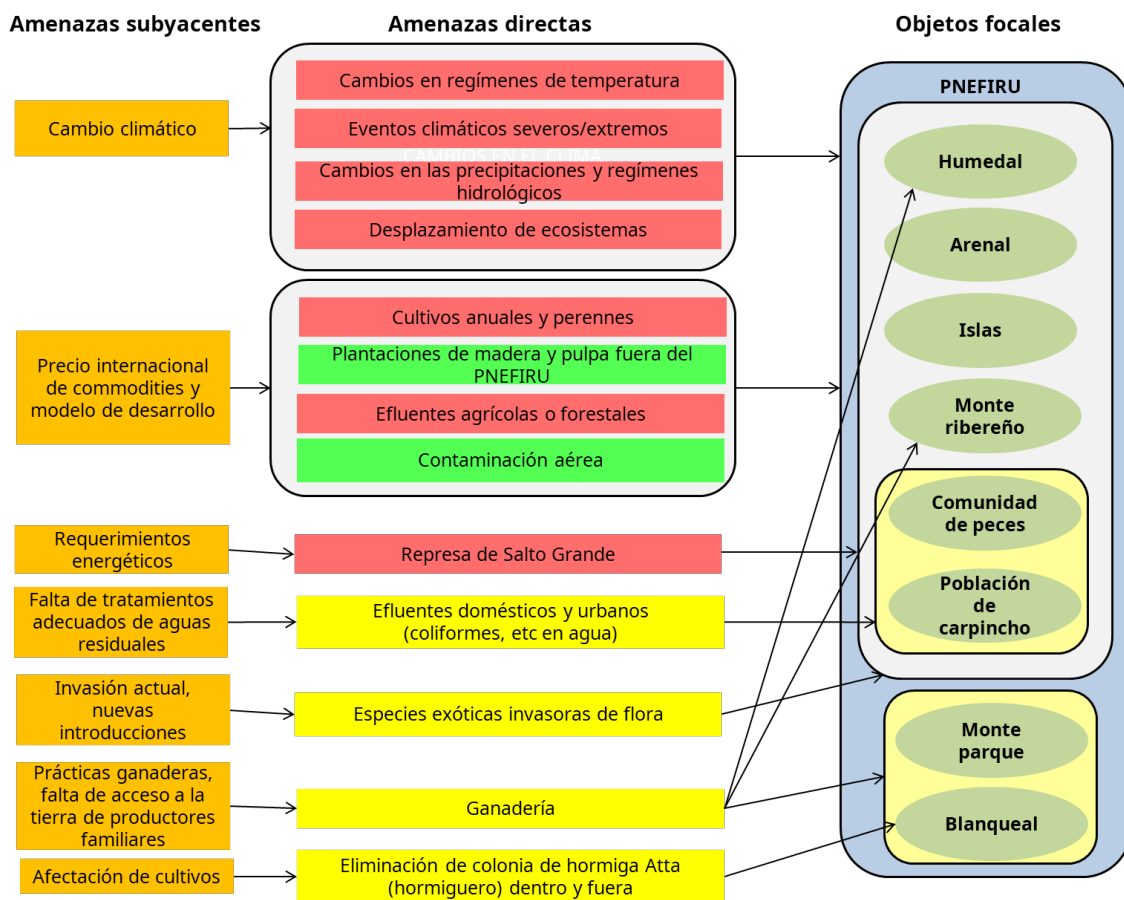 Amenazas subyacentes
Amenazas directas
Objetos focales
Cambio climático
Cambios en regímenes de temperatura
Eventos climáticos severos/extremos
CAMBIOS EN EL CLIMA
Cambios en las precipitaciones y regímenes
hidrológicos
Desplazamiento de ecosistemas
Precio internacional
de commodities y
modelo de desarrollo
Cultivos anuales y perennes
Plantaciones de madera y pulpa fuera del
PNEFIRU
Efluentes agrícolas o forestales
Contaminación aérea
Requerimientos
energéticos
Represa de Salto Grande
Falta de tratamientos
adecuados de aguas
residuales
Efluentes domésticos y urbanos
(coliformes, etc en agua)
Invasión actual,
nuevas
introducciones
Especies exóticas invasoras de flora
Prácticas ganaderas,
falta de acceso a la
tierra de productores
familiares
Ganadería
Afectación de cultivos
Eliminación de colonia de hormiga Atta
(hormiguero) dentro y fuera
PNEFIRU
Humedal
Arenal
Islas
Monte
ribereño
Comunidad
de peces
Población
de
carpincho
Monte
parque
Blanqueal